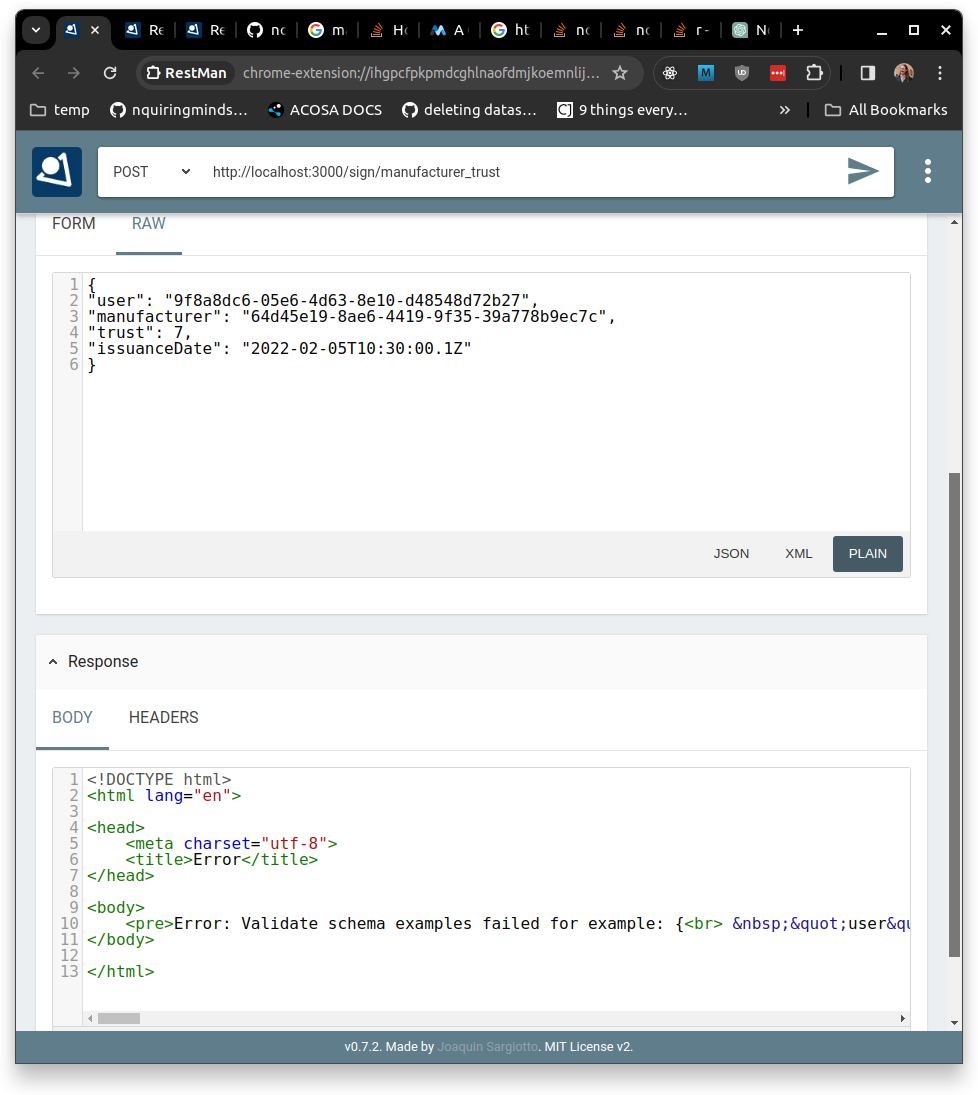 Re
Re
nc
m
Hc
A
ht
nc
nc
r -
N
RestMan
chrome-extension://ihgpcfpkpmdcghlnaofdmjkoemnlij…
M
temp
nquiringminds…
ACOSA DOCS
deleting datas…
CJ
9 things every…
»
All Bookmarks
POST
http://localhost:3000/sign/manufacturer_trust
FORM
RAW
1 {
2 "user": "9f8a8dc6-05e6-4d63-8e10-d48548d72b27",
3 "manufacturer": "64d45e19-8ae6-4419-9f35-39a778b9ec7c",
4 "trust": 7,
5 "issuanceDate": "2022-02-05T10:30:00.1Z"
6 }
JSON
XML
PLAIN
Response
BODY
HEADERS
1 <!DOCTYPE html>
2 <html lang="en">
3
4 <head>
5     <meta charset="utf-8">
6     <title>Error</title>
7 </head>
8
9 <body>
10     <pre>Error: Validate schema examples failed for example: {<br> &nbsp;&quot;user&qu
11 </body>
12
13 </html>
v0.7.2. Made by Joaquin Sargiotto. MIT License v2.